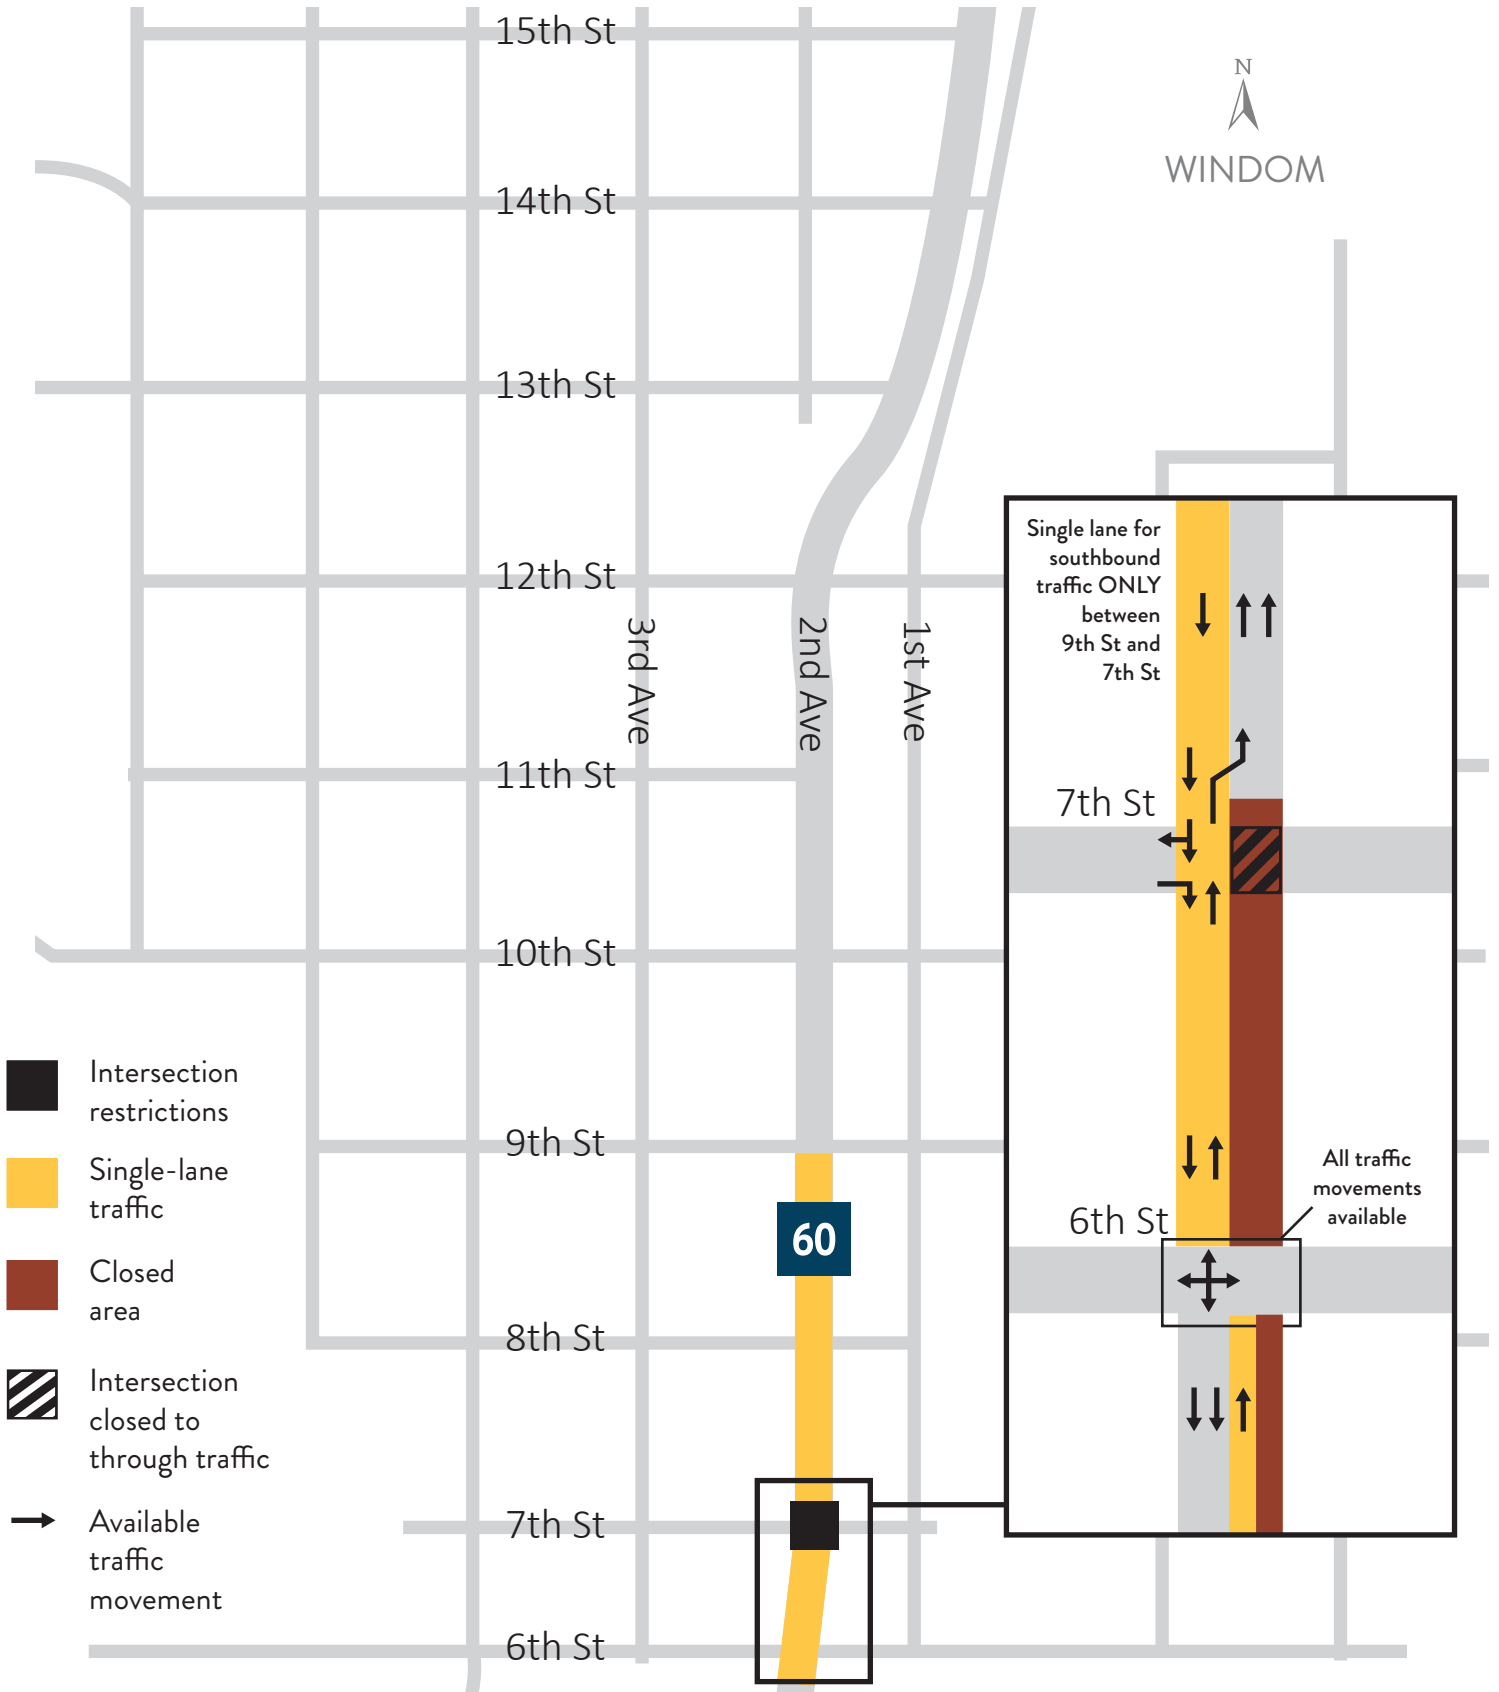 15th St
N
WINDOM
14th St
13th St
12th St
3rd Ave
2nd Ave
1st Ave
11th St
10th St
9th St
60
8th St
7th St
6th St
Single lane for
southbound
traffic ONLY
between
9th St and
7th St
7th St
6th St
All traffic
movements
available
Intersection
restrictions
Single-lane
traffic
Closed
area
Intersection
closed to
through traffic
Available
traffic
movement